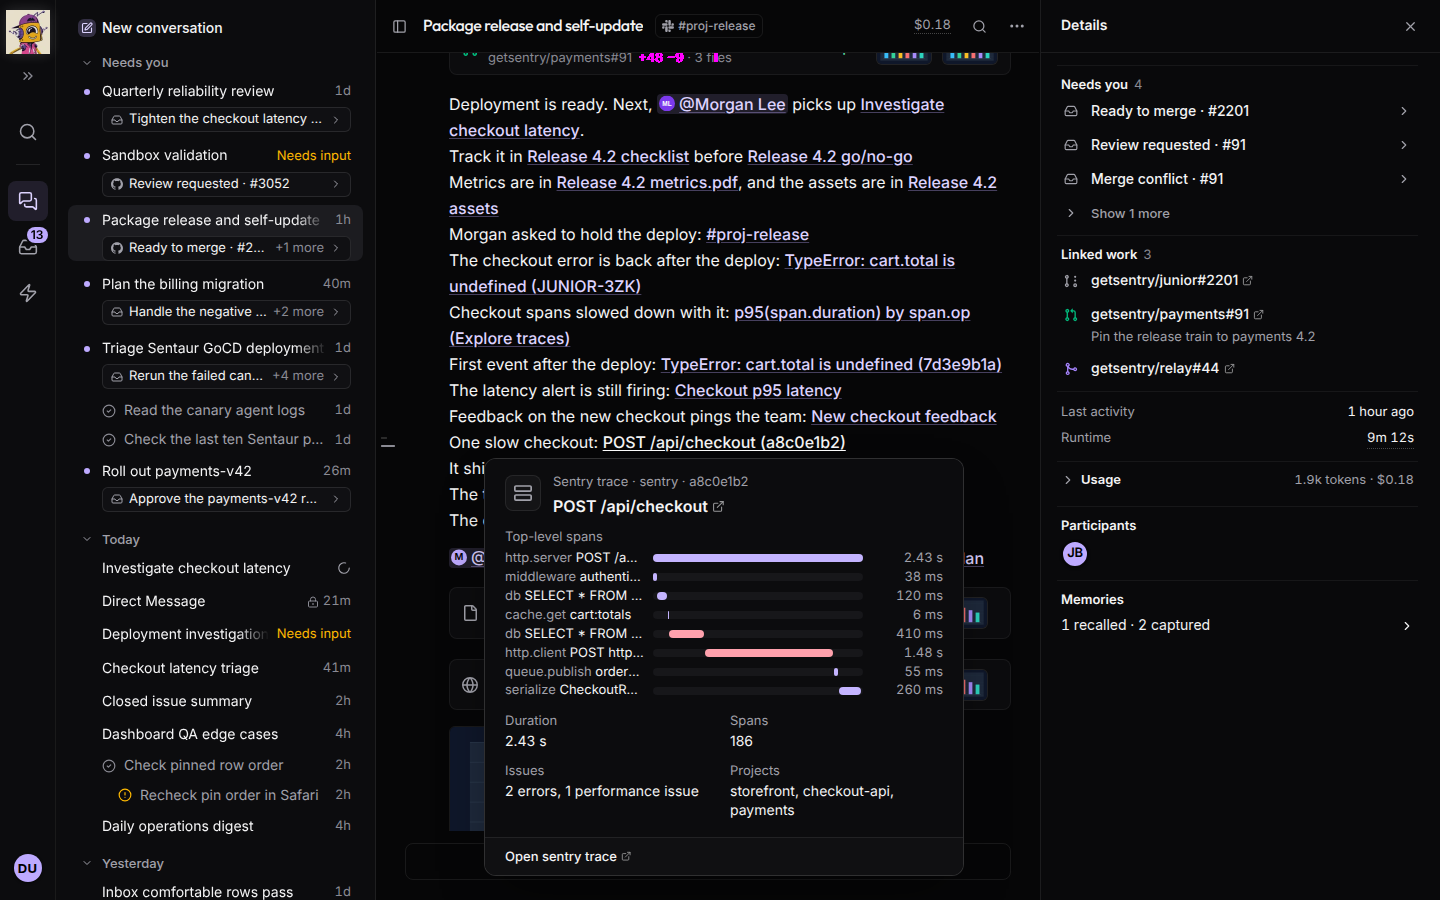 New conversation
Needs you
Quarterly reliability review 1d
Tighten the checkout latency ...
Sandbox validation Needs input
Review requested · #3052
Package release and self-update 1h
Ready to merge · #2... +1 more
13
Plan the billing migration 40m
Handle the negative ... +2 more
Triage Sentaur GoCD deployment 1d
Rerun the failed can... +4 more
Read the canary agent logs 1d
Check the last ten Sentaur p... 1d
Roll out payments-v42 26m
Approve the payments-v42 r...
Today
Investigate checkout latency
Direct Message 21m
Deployment investigation Needs input
Checkout latency triage 41m
Closed issue summary 2h
Dashboard QA edge cases 4h
Check pinned row order 2h
Recheck pin order in Safari 2h
Daily operations digest 4h
Yesterday
Inbox comfortable rows pass 1d
DU
Package release and self-update #proj-release $0.18
getsentry/payments#91 · 3 files
Deployment is ready. Next, ML @Morgan Lee picks up Investigate
checkout latency.
Track it in Release 4.2 checklist before Release 4.2 go/no-go
Metrics are in Release 4.2 metrics.pdf, and the assets are in Release 4.2
assets
Morgan asked to hold the deploy: #proj-release
The checkout error is back after the deploy: TypeError: cart.total is
undefined (JUNIOR-3ZK)
Checkout spans slowed down with it: p95(span.duration) by span.op
(Explore traces)
First event after the deploy: TypeError: cart.total is undefined (7d3e9b1a)
The latency alert is still firing: Checkout p95 latency
Feedback on the new checkout pings the team: New checkout feedback
One slow checkout: POST /api/checkout (a8c0e1b2)
It shi
The
The
M @
Sentry trace · sentry · a8c0e1b2
POST /api/checkout
Top-level spans
http.server POST /a... 2.43 s
middleware authenti... 38 ms
db SELECT * FROM ... 120 ms
cache.get cart:totals 6 ms
db SELECT * FROM ... 410 ms
http.client POST http... 1.48 s
queue.publish order... 55 ms
serialize CheckoutR... 260 ms
Duration Spans
2.43 s 186
Issues Projects
2 errors, 1 performance issue storefront, checkout-api,
payments
Open sentry trace
Details
Needs you 4
Ready to merge · #2201
Review requested · #91
Merge conflict · #91
Show 1 more
Linked work 3
getsentry/junior#2201
getsentry/payments#91
Pin the release train to payments 4.2
getsentry/relay#44
Last activity 1 hour ago
Runtime 9m 12s
Usage 1.9k tokens · $0.18
Participants
JB
Memories
1 recalled · 2 captured